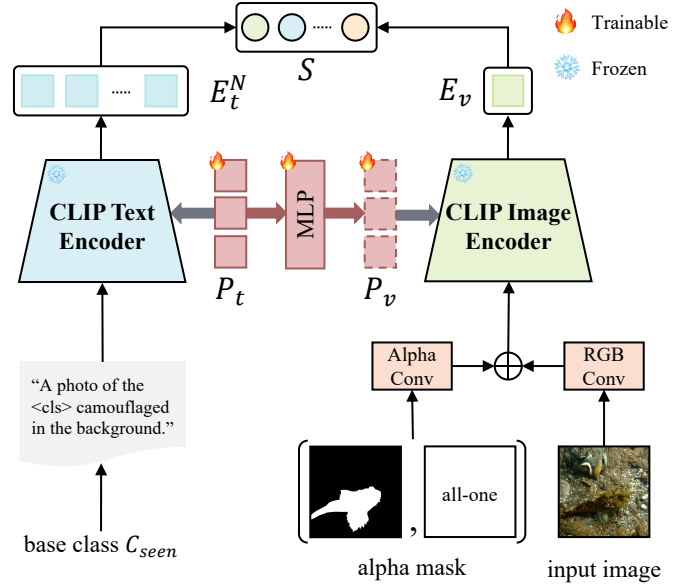 Trainable
Frozen
S
E_t^N
E_v
.....
.....
CLIP Text
Encoder
MLP
CLIP Image
Encoder
P_t
P_v
Alpha
Conv
RGB
Conv
“A photo of the
<cls> camouflaged
in the background.”
all-one
,
base class C_seen
alpha mask
input image